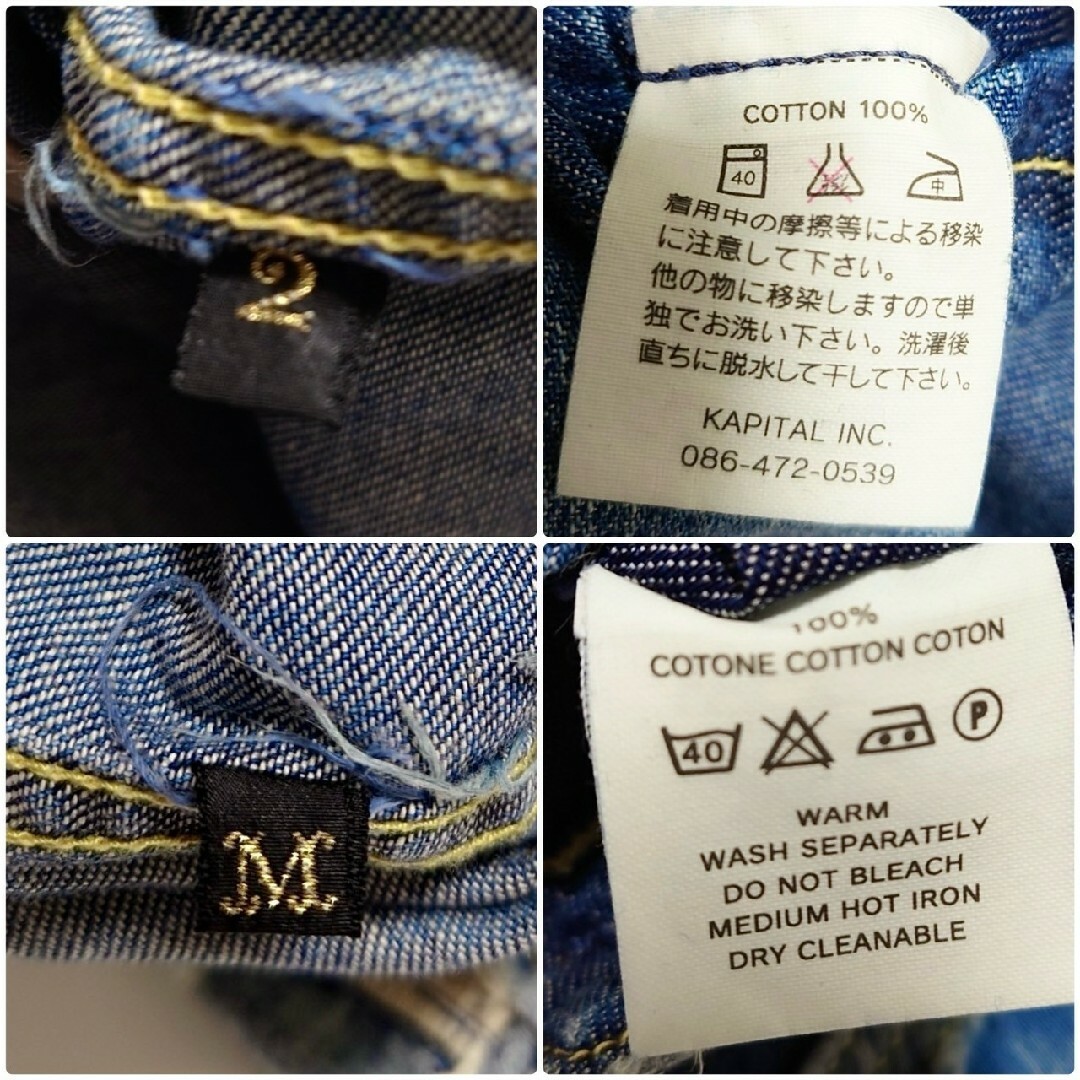 2
COTTON 100%
40
中
着用中の摩擦等による移染
に注意して下さい。
他の物に移染しますので単
独でお洗い下さい。洗濯後
直ちに脱水して干して下さい。
KAPITAL INC.
086-472-0539
M
100%
COTONE COTTON COTON
40
P
WARM
WASH SEPARATELY
DO NOT BLEACH
MEDIUM HOT IRON
DRY CLEANABLE